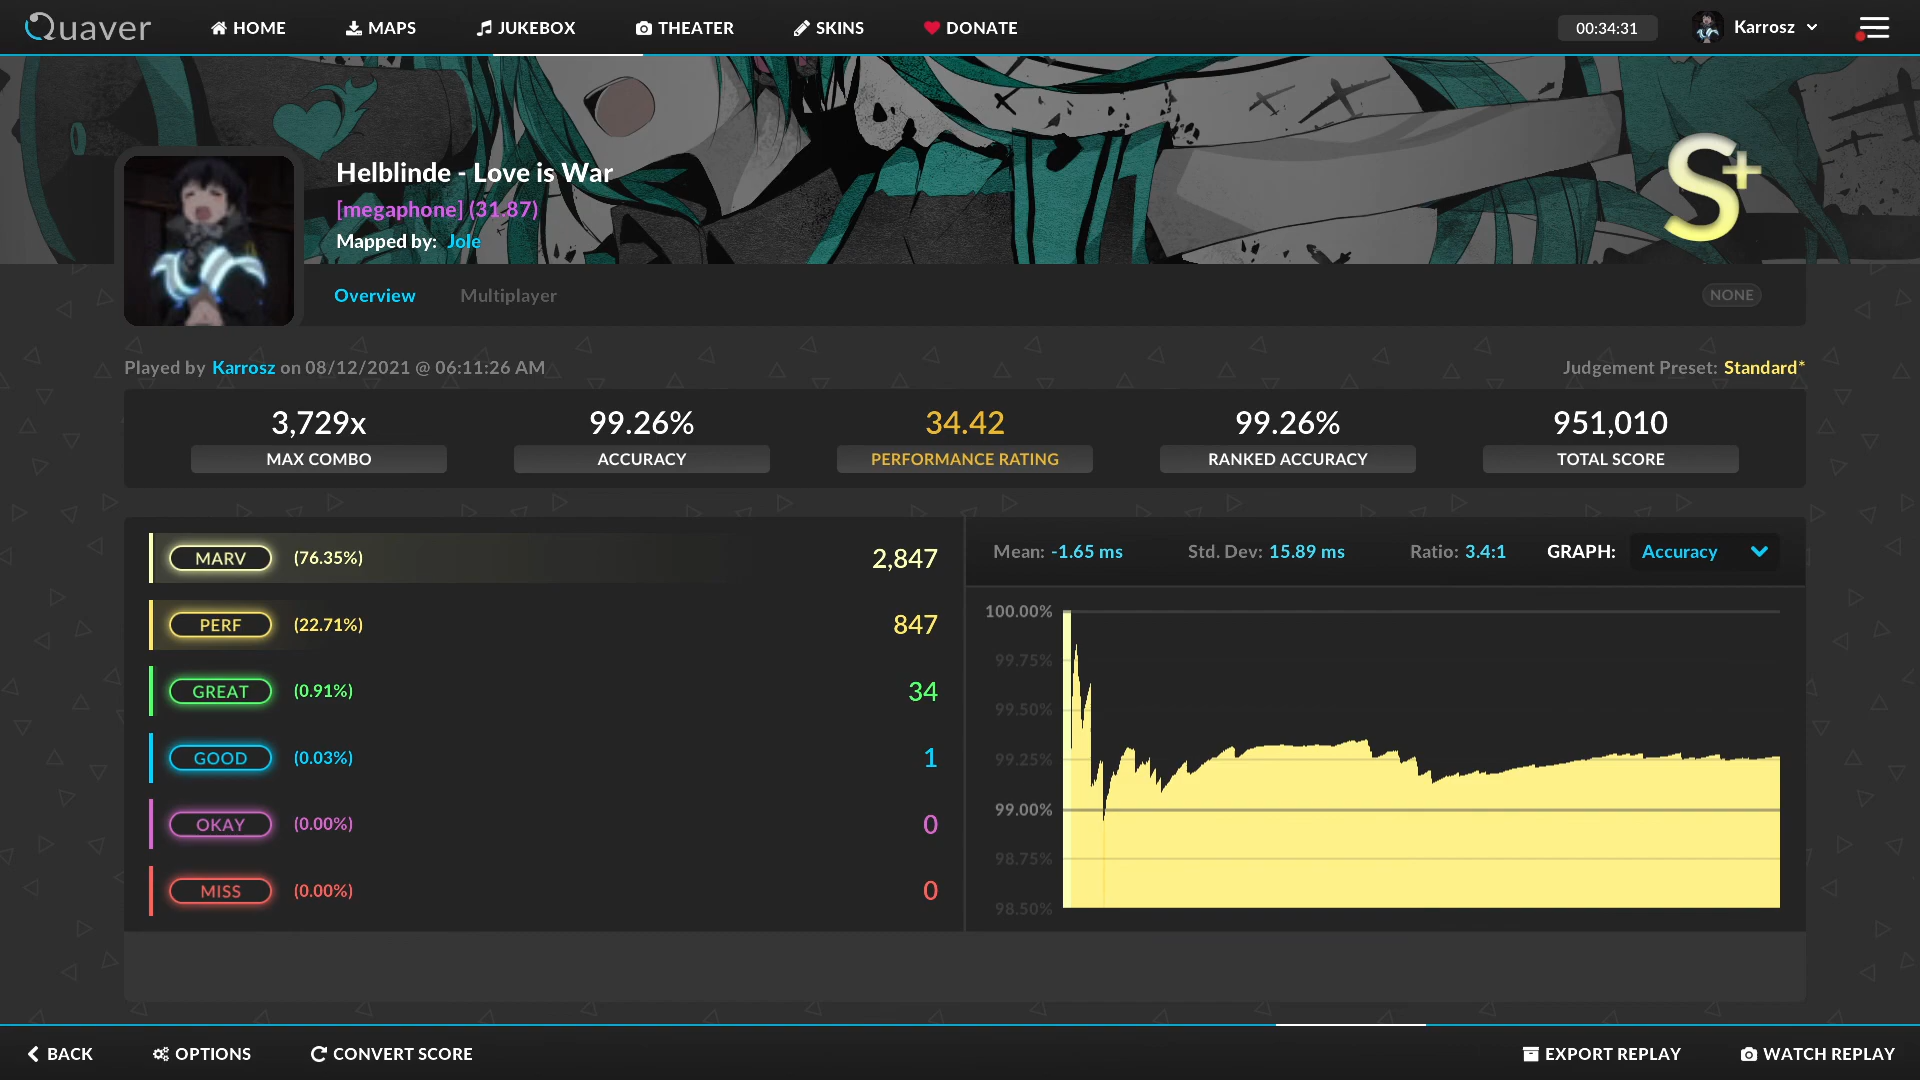 Quaver
HOME
MAPS
JUKEBOX
THEATER
SKINS
DONATE
00:34:31
Karrosz
Helblinde - Love is War
[megaphone] (31.87)
Mapped by: Jole
S+
Overview
Multiplayer
NONE
Played by Karrosz on 08/12/2021 @ 06:11:26 AM
Judgement Preset: Standard*
3,729x
MAX COMBO
99.26%
ACCURACY
34.42
PERFORMANCE RATING
99.26%
RANKED ACCURACY
951,010
TOTAL SCORE
MARV (76.35%) 2,847
PERF (22.71%) 847
GREAT (0.91%) 34
GOOD (0.03%) 1
OKAY (0.00%) 0
MISS (0.00%) 0
Mean: -1.65 ms
Std. Dev: 15.89 ms
Ratio: 3.4:1
GRAPH: Accuracy
100.00%
99.75%
99.50%
99.25%
99.00%
98.75%
98.50%
BACK
OPTIONS
CONVERT SCORE
EXPORT REPLAY
WATCH REPLAY